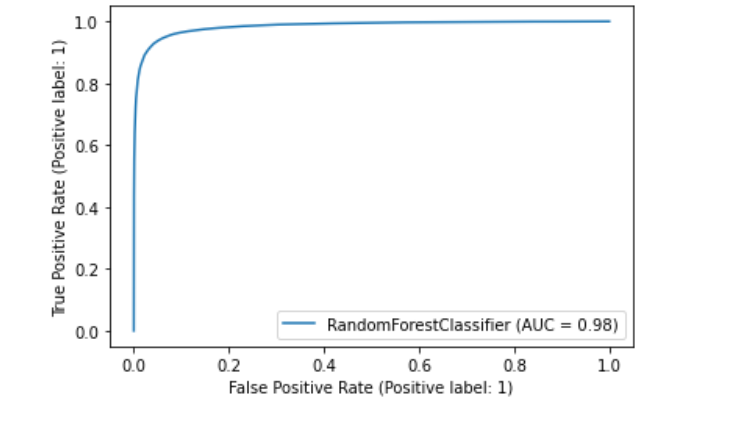 1.0
0.8
0.6
0.4
0.2
0.0
True Positive Rate (Positive label: 1)
RandomForestClassifier (AUC = 0.98)
0.0 0.2 0.4 0.6 0.8 1.0
False Positive Rate (Positive label: 1)